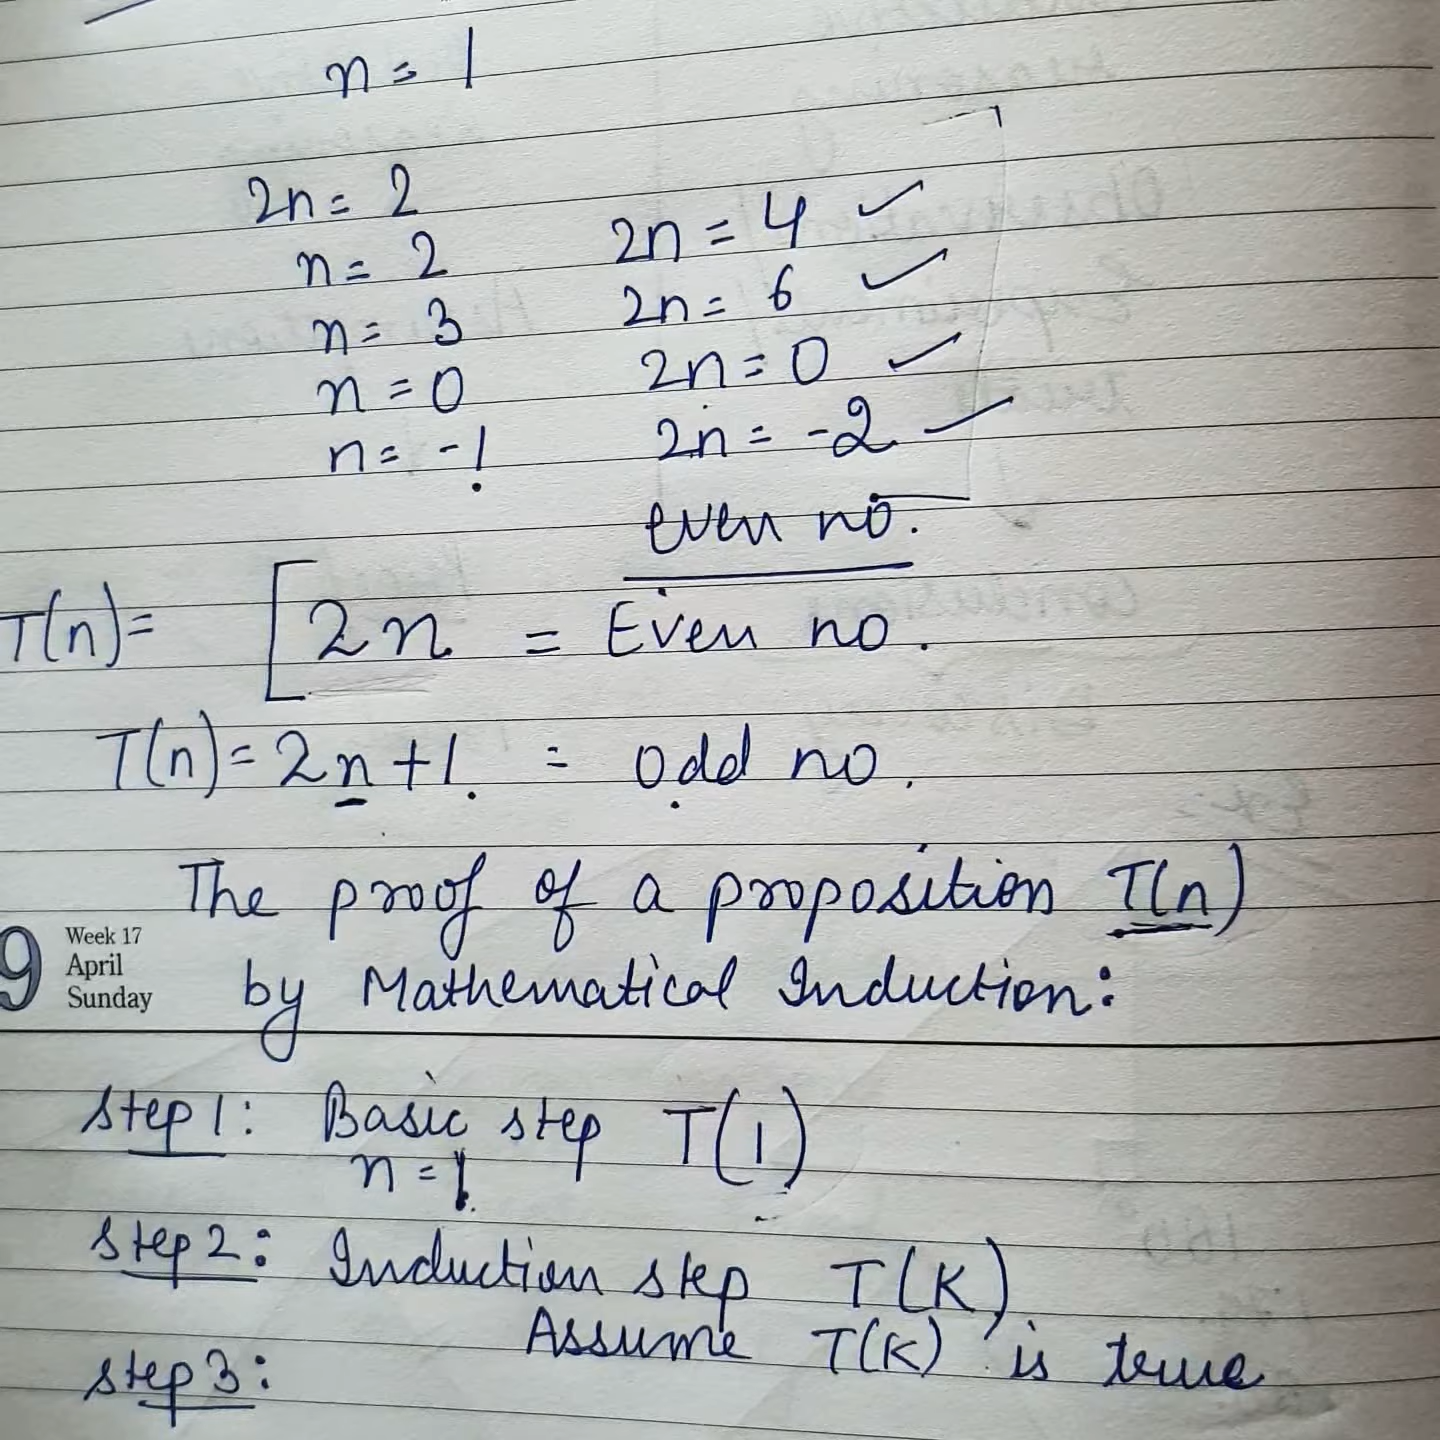 n = 1
2n = 2
n = 2 2n = 4 ✓
n = 3 2n = 6 ✓
n = 0 2n = 0 ✓
n = -1 2n = -2 ✓
even no.
T(n) = [2n = Even no.
T(n) = 2n+1 = odd no.
The proof of a proposition T(n)
9 Week 17
April
Sunday
by Mathematical Induction:
Step 1: Basic step T(1)
n = 1
Step 2: Induction step T(K)
Assume T(K) is true
Step 3: